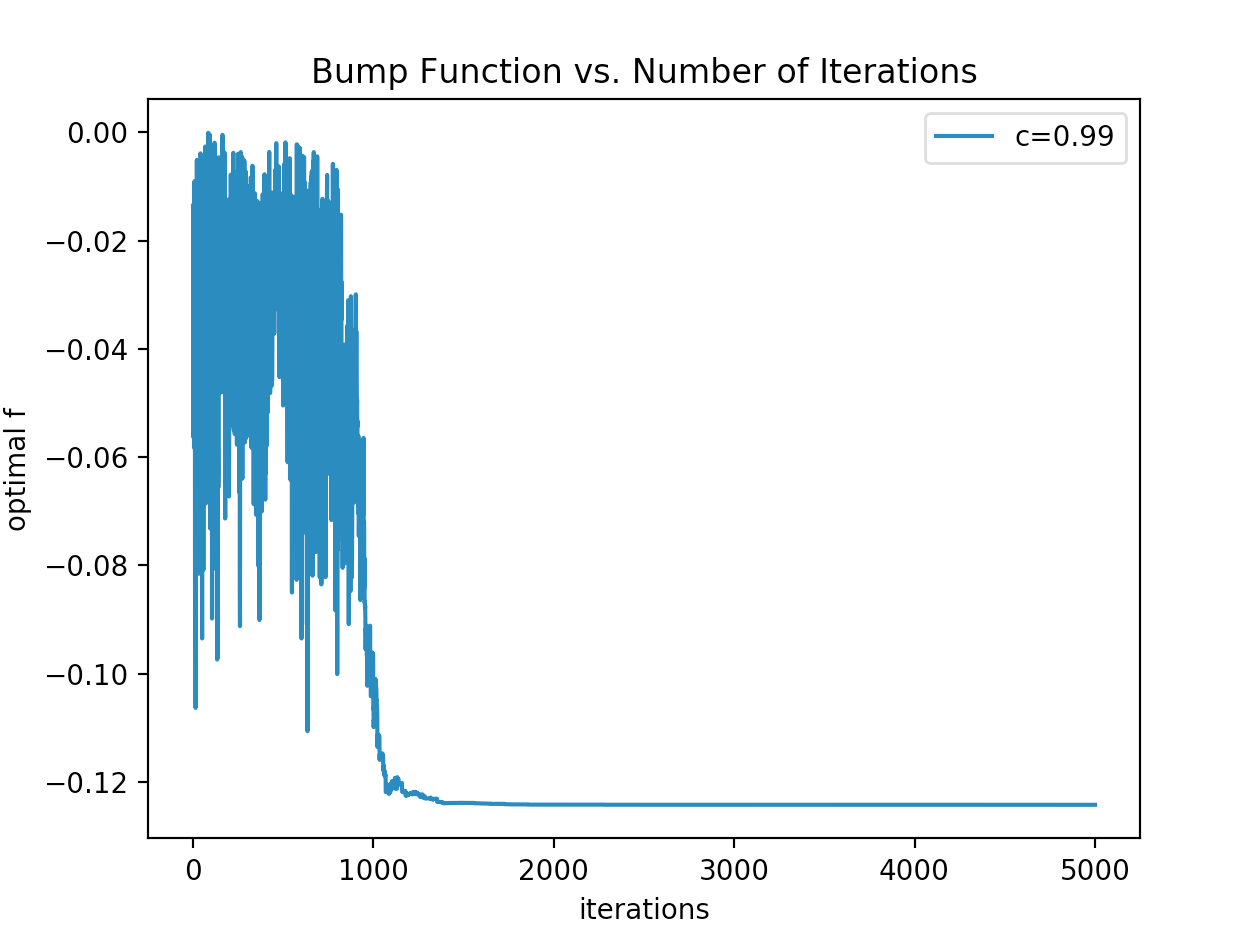 Bump Function vs. Number of Iterations
c=0.99
0.00
−0.02
−0.04
−0.06
−0.08
−0.10
−0.12
optimal f
0 1000 2000 3000 4000 5000
iterations